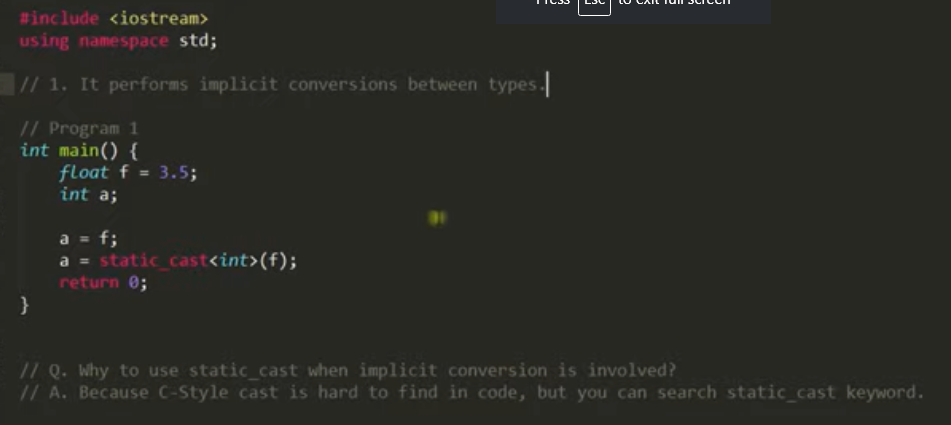 Press Esc to exit full screen
#include <iostream>
using namespace std;
// 1. It performs implicit conversions between types.
// Program 1
int main() {
float f = 3.5;
int a;
a = f;
a = static_cast<int>(f);
return 0;
}
// Q. Why to use static_cast when implicit conversion is involved?
// A. Because C-Style cast is hard to find in code, but you can search static_cast keyword.